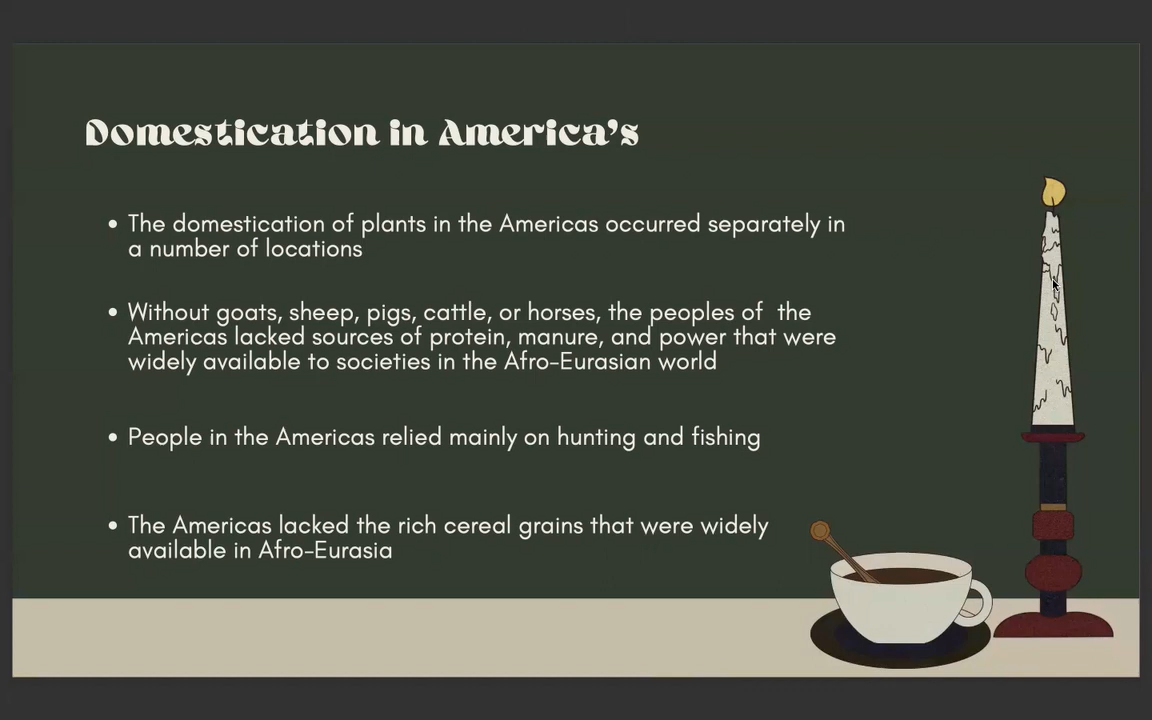 Domestication in America's
• The domestication of plants in the Americas occurred separately in
a number of locations
• Without goats, sheep, pigs, cattle, or horses, the peoples of  the
Americas lacked sources of protein, manure, and power that were
widely available to societies in the Afro-Eurasian world
• People in the Americas relied mainly on hunting and fishing
• The Americas lacked the rich cereal grains that were widely
available in Afro-Eurasia